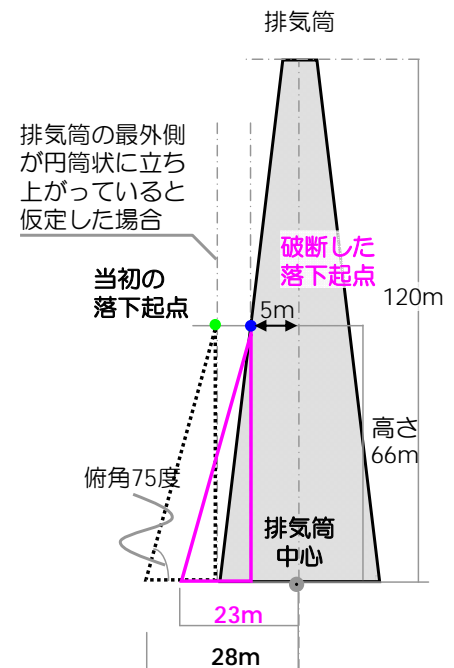 排気筒
排気筒の最外側
が円筒状に立ち
上がっていると
仮定した場合
破断した
落下起点
当初の
落下起点
120m
5m
高さ
66m
俯角75度
排気筒
中心
23m
28m